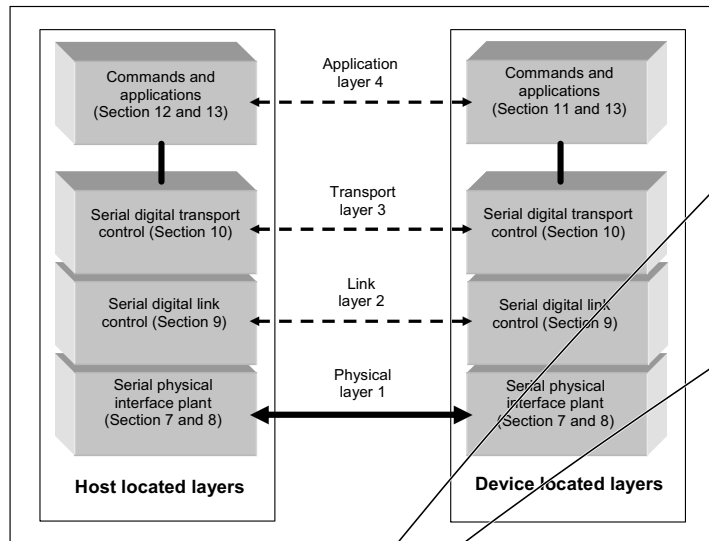 Commands and
applications
(Section 12 and 13)
Application
layer 4
Commands and
applications
(Section 11 and 13)
Serial digital transport
control (Section 10)
Transport
layer 3
Serial digital transport
control (Section 10)
Serial digital link
control (Section 9)
Link
layer 2
Serial digital link
control (Section 9)
Serial physical
interface plant
(Section 7 and 8)
Physical
layer 1
Serial physical
interface plant
(Section 7 and 8)
Host located layers
Device located layers